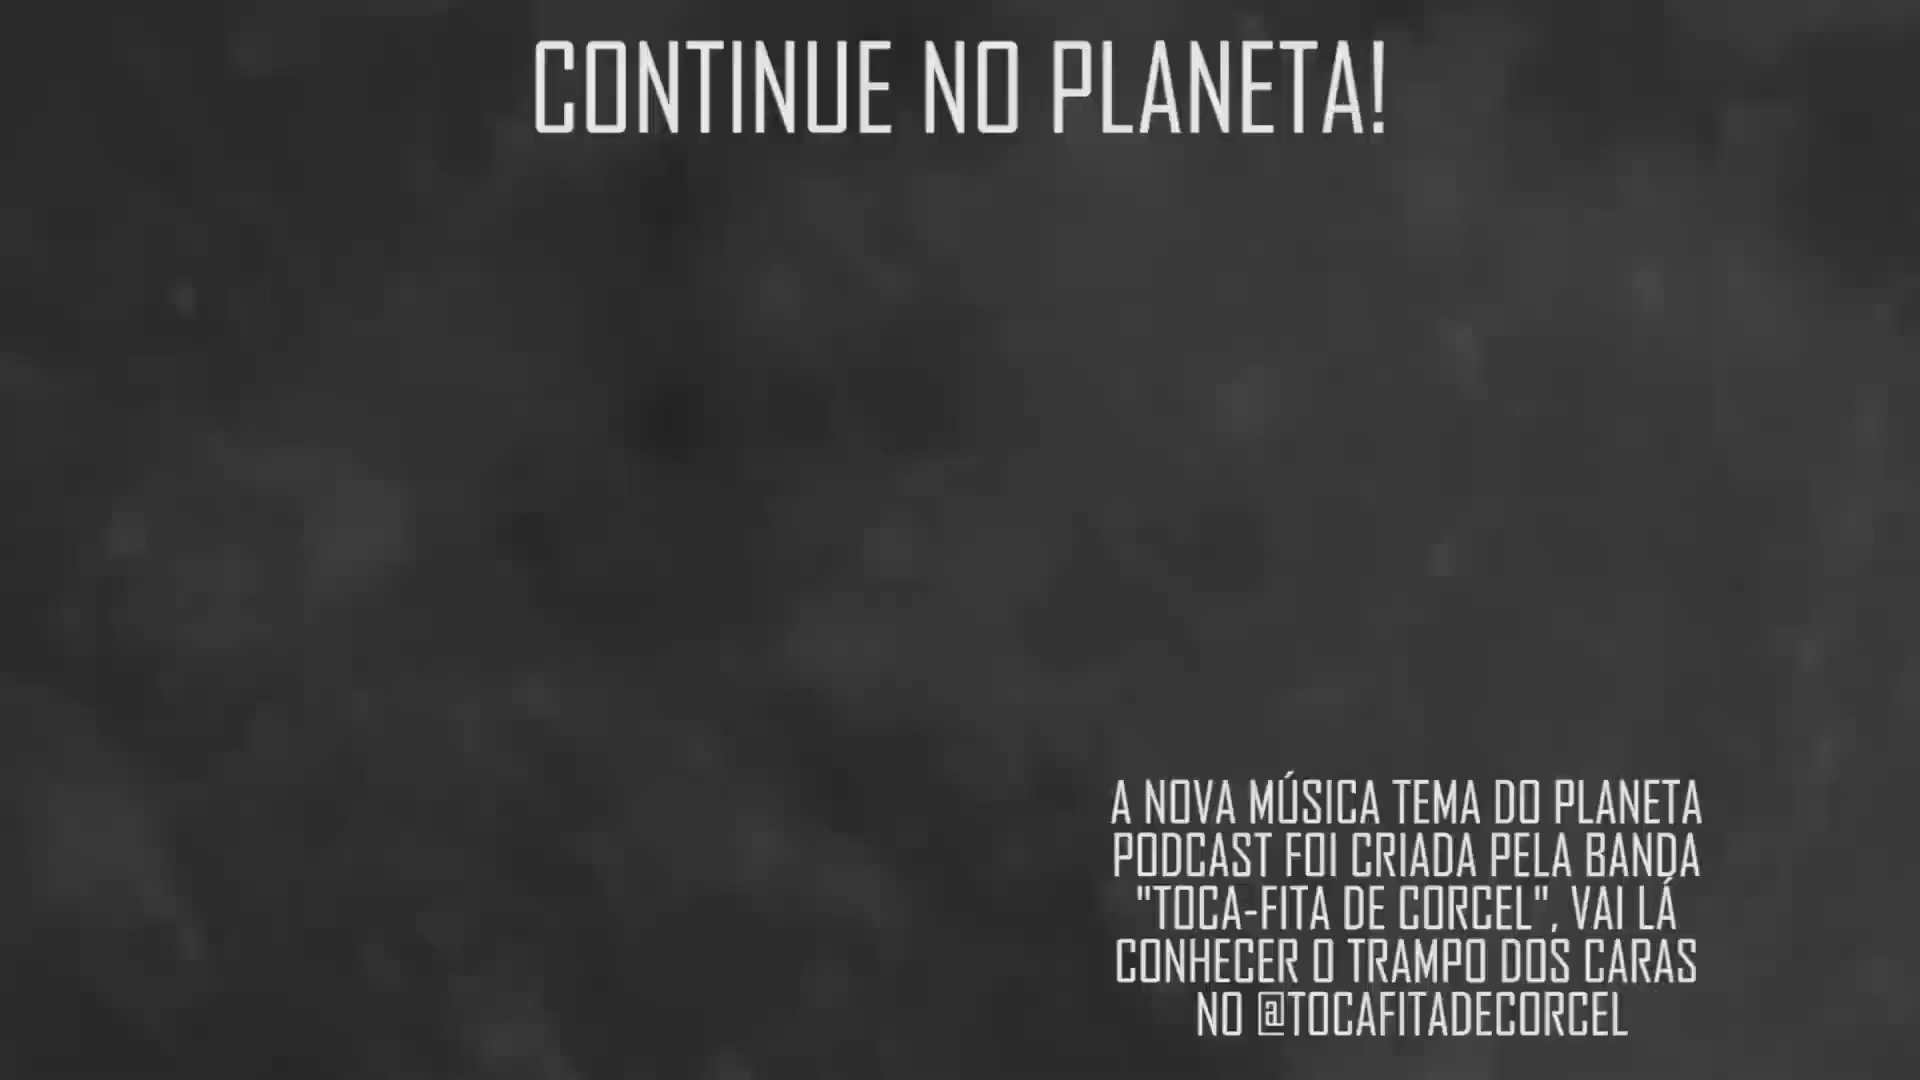 CONTINUE NO PLANETA!
A NOVA MÚSICA TEMA DO PLANETA
PODCAST FOI CRIADA PELA BANDA
"TOCA-FITA DE CORCEL", VAI LÁ
CONHECER O TRAMPO DOS CARAS
NO @TOCAFITADECORCEL